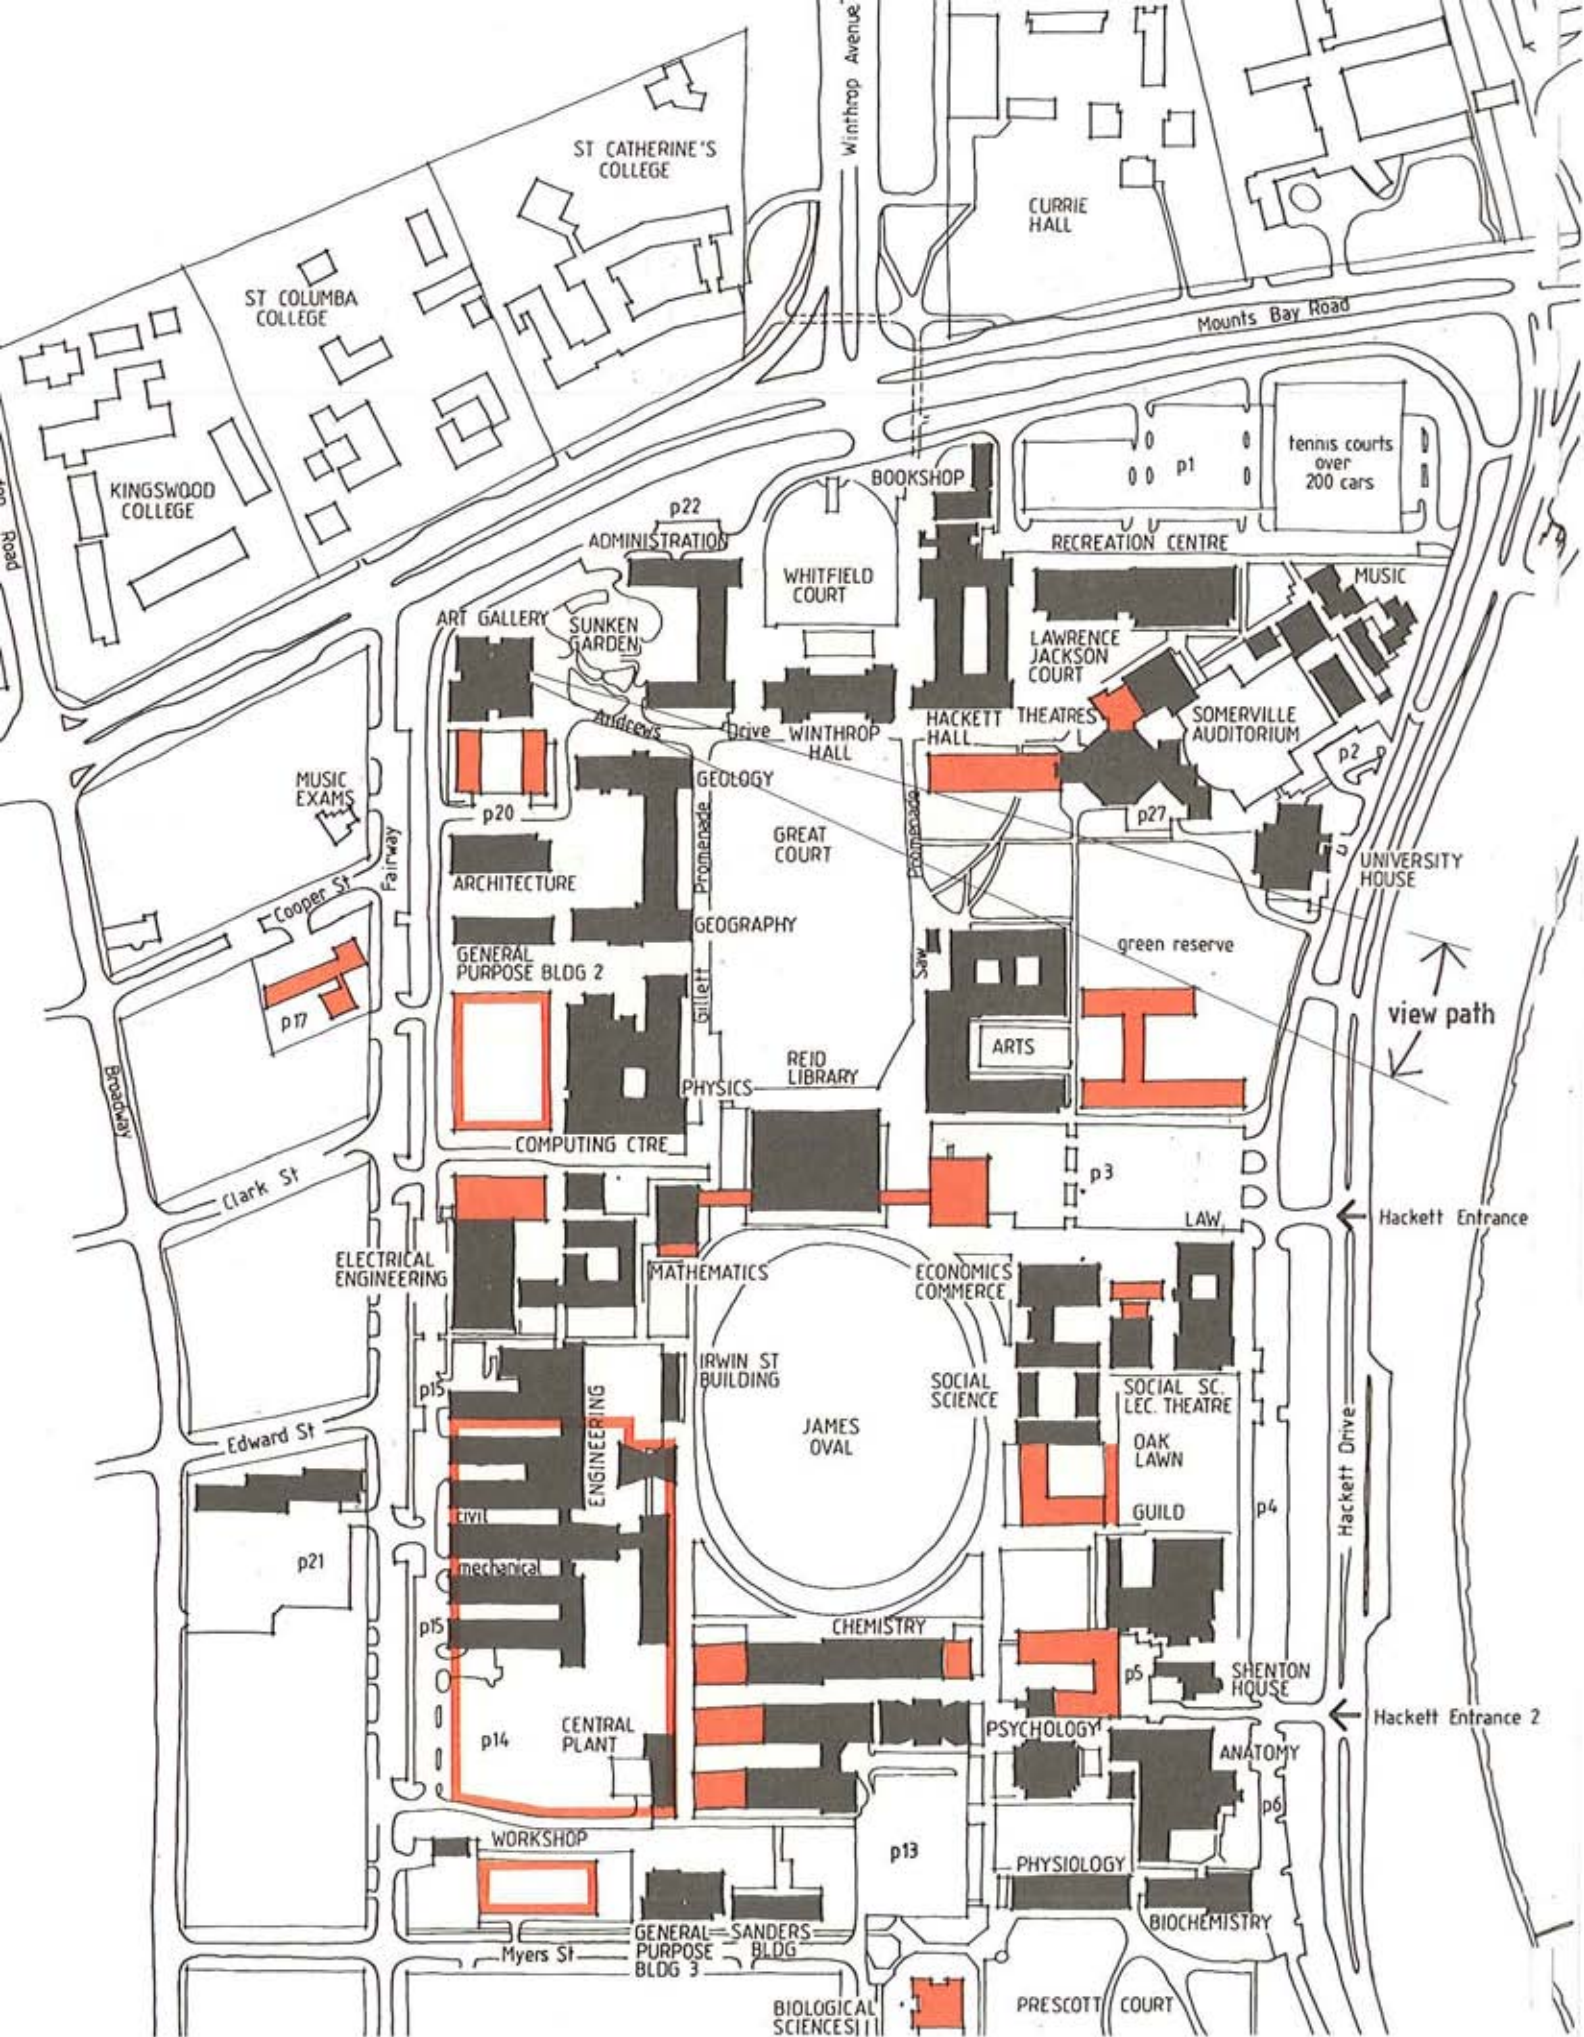 Winthrop Avenue
ST CATHERINE'S
COLLEGE
CURRIE
HALL
ST COLUMBA
COLLEGE
Mounts Bay Road
KINGSWOOD
COLLEGE
Road
BOOKSHOP
p1
tennis courts
over
200 cars
p22
ADMINISTRATION
RECREATION CENTRE
WHITFIELD
COURT
MUSIC
ART GALLERY
SUNKEN
GARDEN
LAWRENCE
JACKSON
COURT
Andrews
Drive
WINTHROP
HALL
HACKETT
HALL
THEATRES
SOMERVILLE
AUDITORIUM
p2
MUSIC
EXAMS
GEOLOGY
p20
p27
Fairway
Promenade
GREAT
COURT
Promenade
UNIVERSITY
HOUSE
ARCHITECTURE
Cooper St
GEOGRAPHY
GENERAL
PURPOSE BLDG 2
green reserve
Saw
Gillett
p17
view path
ARTS
REID
LIBRARY
PHYSICS
Broadway
COMPUTING CTRE
Clark St
p3
LAW
Hackett Entrance
ELECTRICAL
ENGINEERING
MATHEMATICS
ECONOMICS
COMMERCE
IRWIN ST
BUILDING
p15
SOCIAL
SCIENCE
SOCIAL SC.
LEC. THEATRE
ENGINEERING
JAMES
OVAL
Edward St
OAK
LAWN
Hackett Drive
civil
GUILD
p4
p21
mechanical
p15
CHEMISTRY
p5
SHENTON
HOUSE
p14
CENTRAL
PLANT
PSYCHOLOGY
Hackett Entrance 2
ANATOMY
p6
WORKSHOP
p13
PHYSIOLOGY
BIOCHEMISTRY
Myers St
GENERAL
PURPOSE
BLDG 3
SANDERS
BLDG
BIOLOGICAL
SCIENCES
PRESCOTT COURT